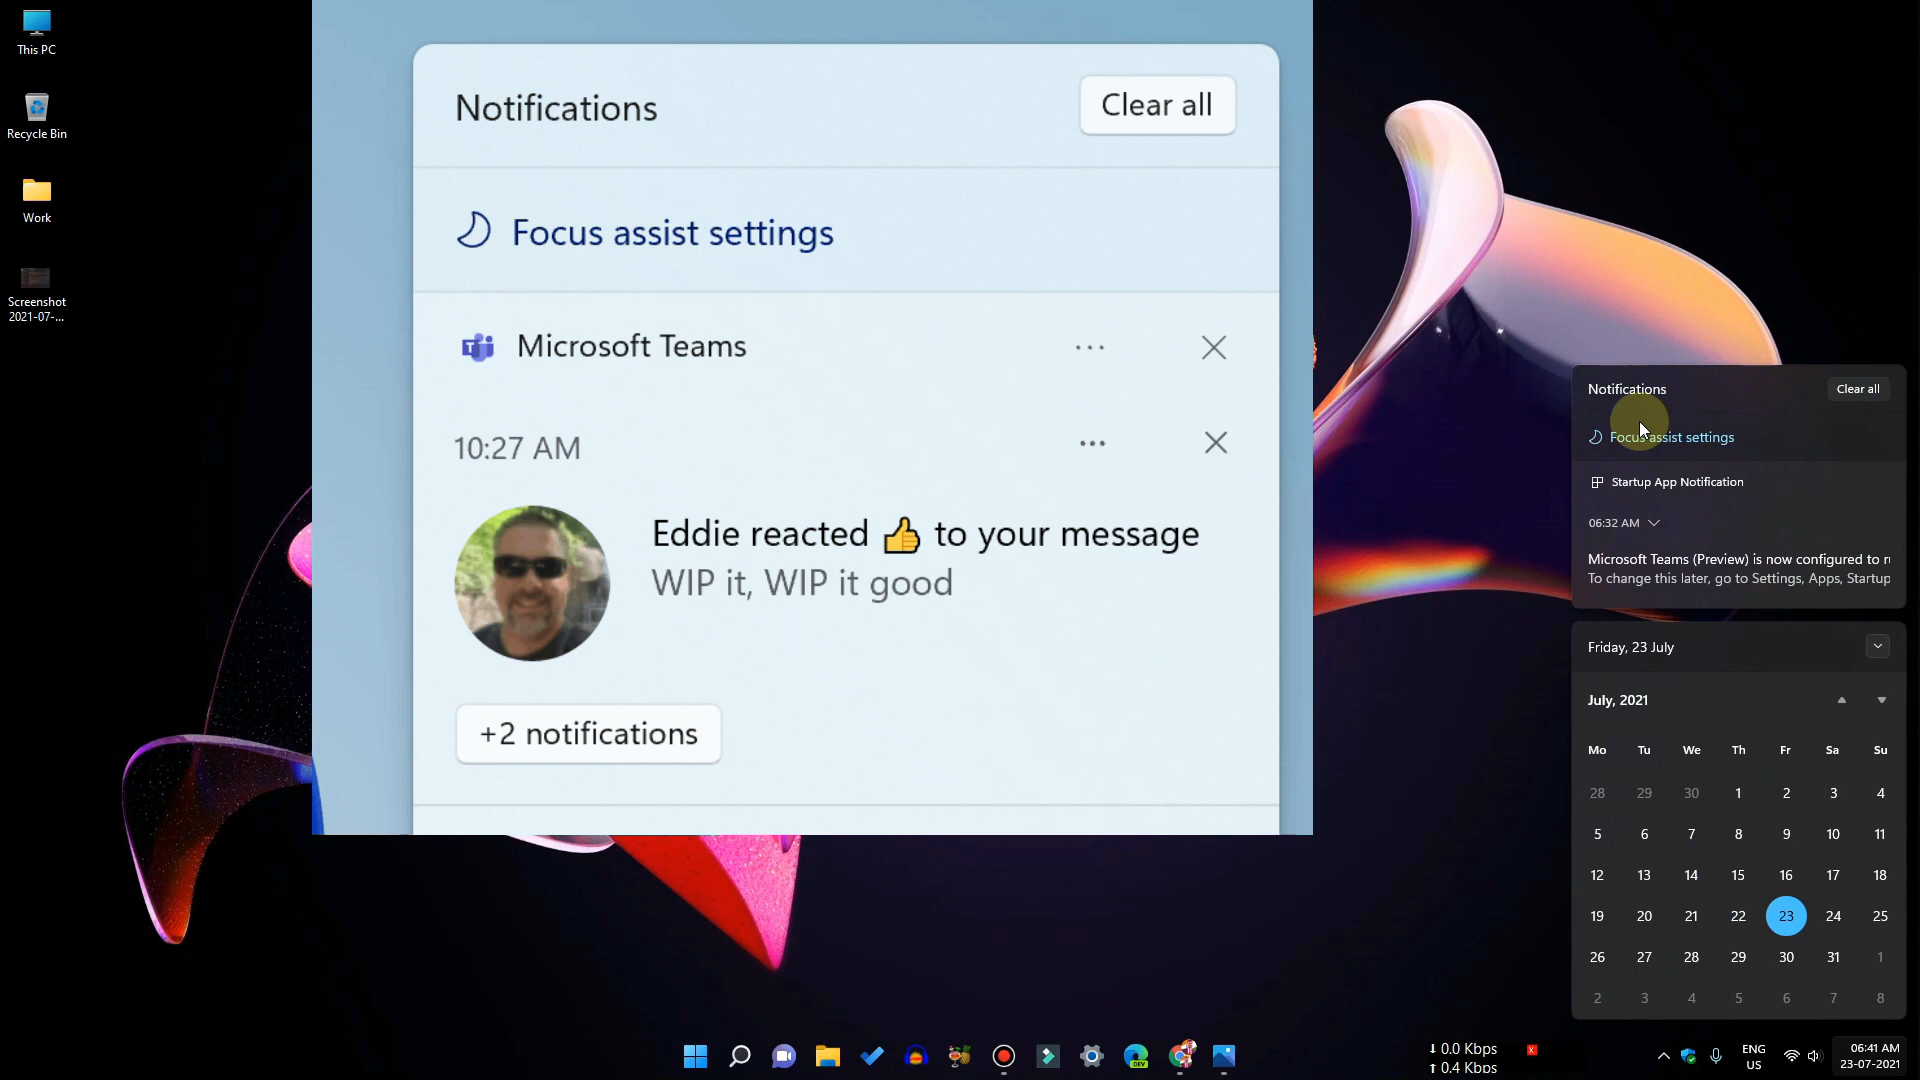 This PC
Recycle Bin
Work
Screenshot
2021-07-...
Notifications
Clear all
Focus assist settings
Microsoft Teams
10:27 AM
Eddie reacted 👍 to your message
WIP it, WIP it good
+2 notifications
Notifications
Clear all
Focus assist settings
Startup App Notification
06:32 AM
Microsoft Teams (Preview) is now configured to
To change this later, go to Settings, Apps, Startup
Friday, 23 July
July, 2021
Mo Tu We Th Fr Sa Su
28 29 30 1 2 3 4
5 6 7 8 9 10 11
12 13 14 15 16 17 18
19 20 21 22 23 24 25
26 27 28 29 30 31 1
2 3 4 5 6 7 8
DEV
0.0 Kbps
0.4 Kbps
ENG
US
06:41 AM
23-07-2021